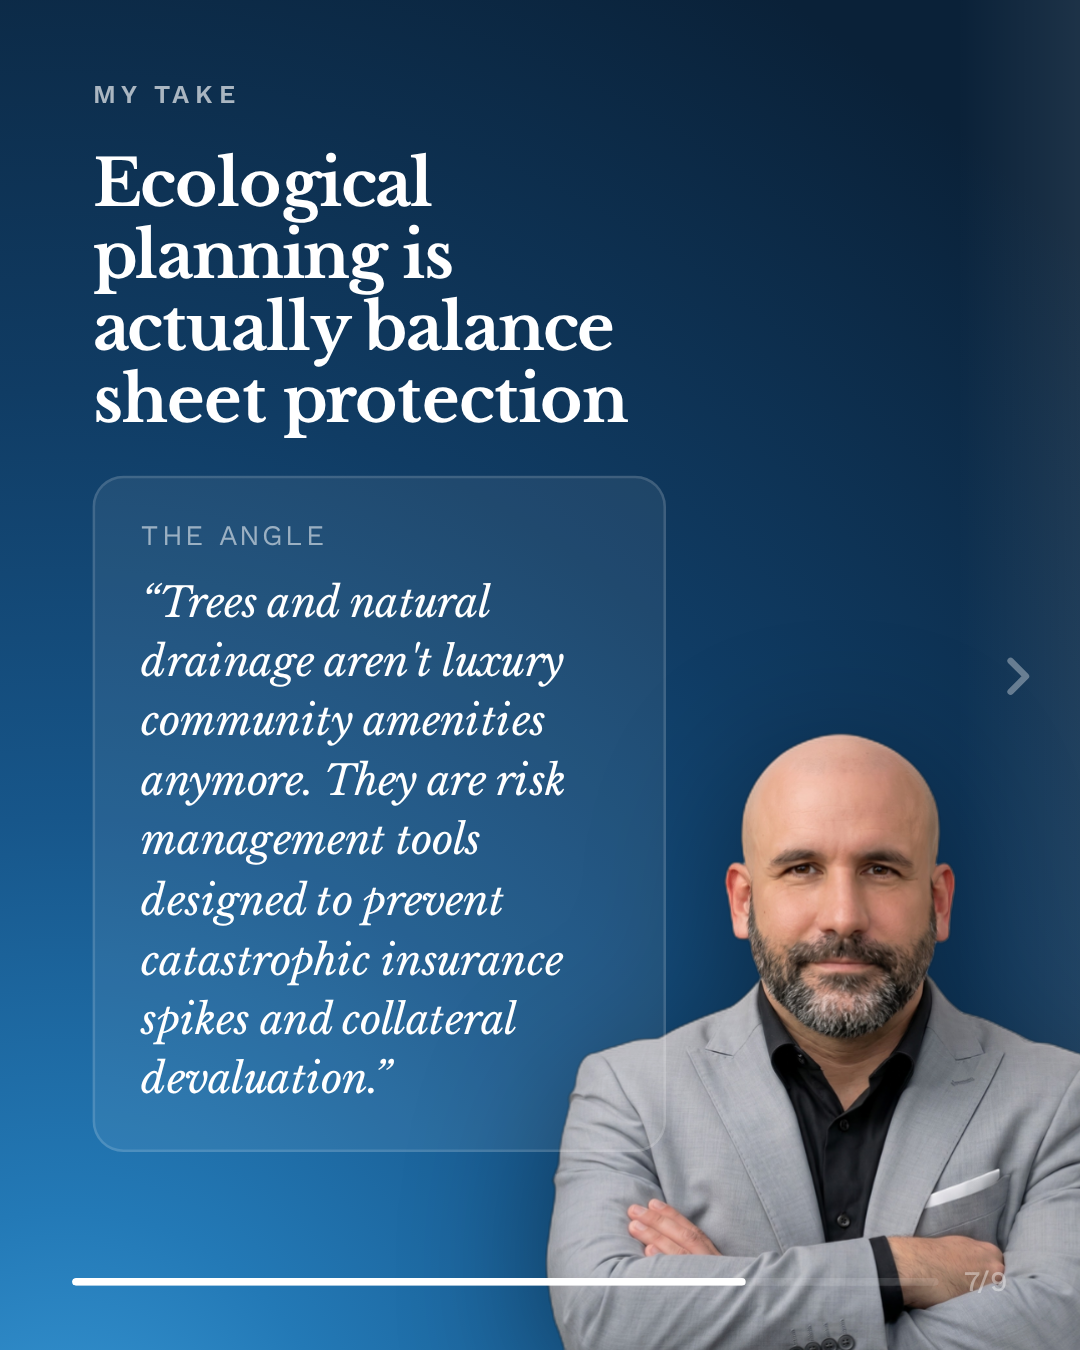 MY TAKE
Ecological
planning is
actually balance
sheet protection
THE ANGLE
“Trees and natural
drainage aren't luxury
community amenities
anymore. They are risk
management tools
designed to prevent
catastrophic insurance
spikes and collateral
devaluation.”
7/9